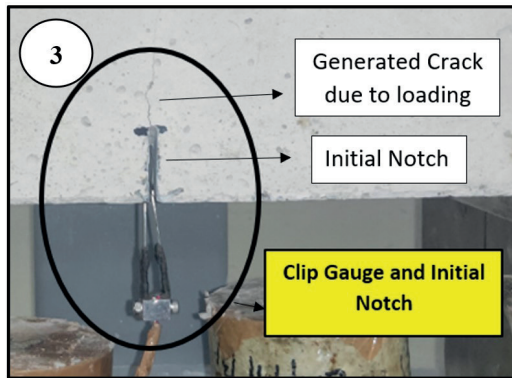 3
Generated Crack
due to loading
Initial Notch
Clip Gauge and Initial
Notch